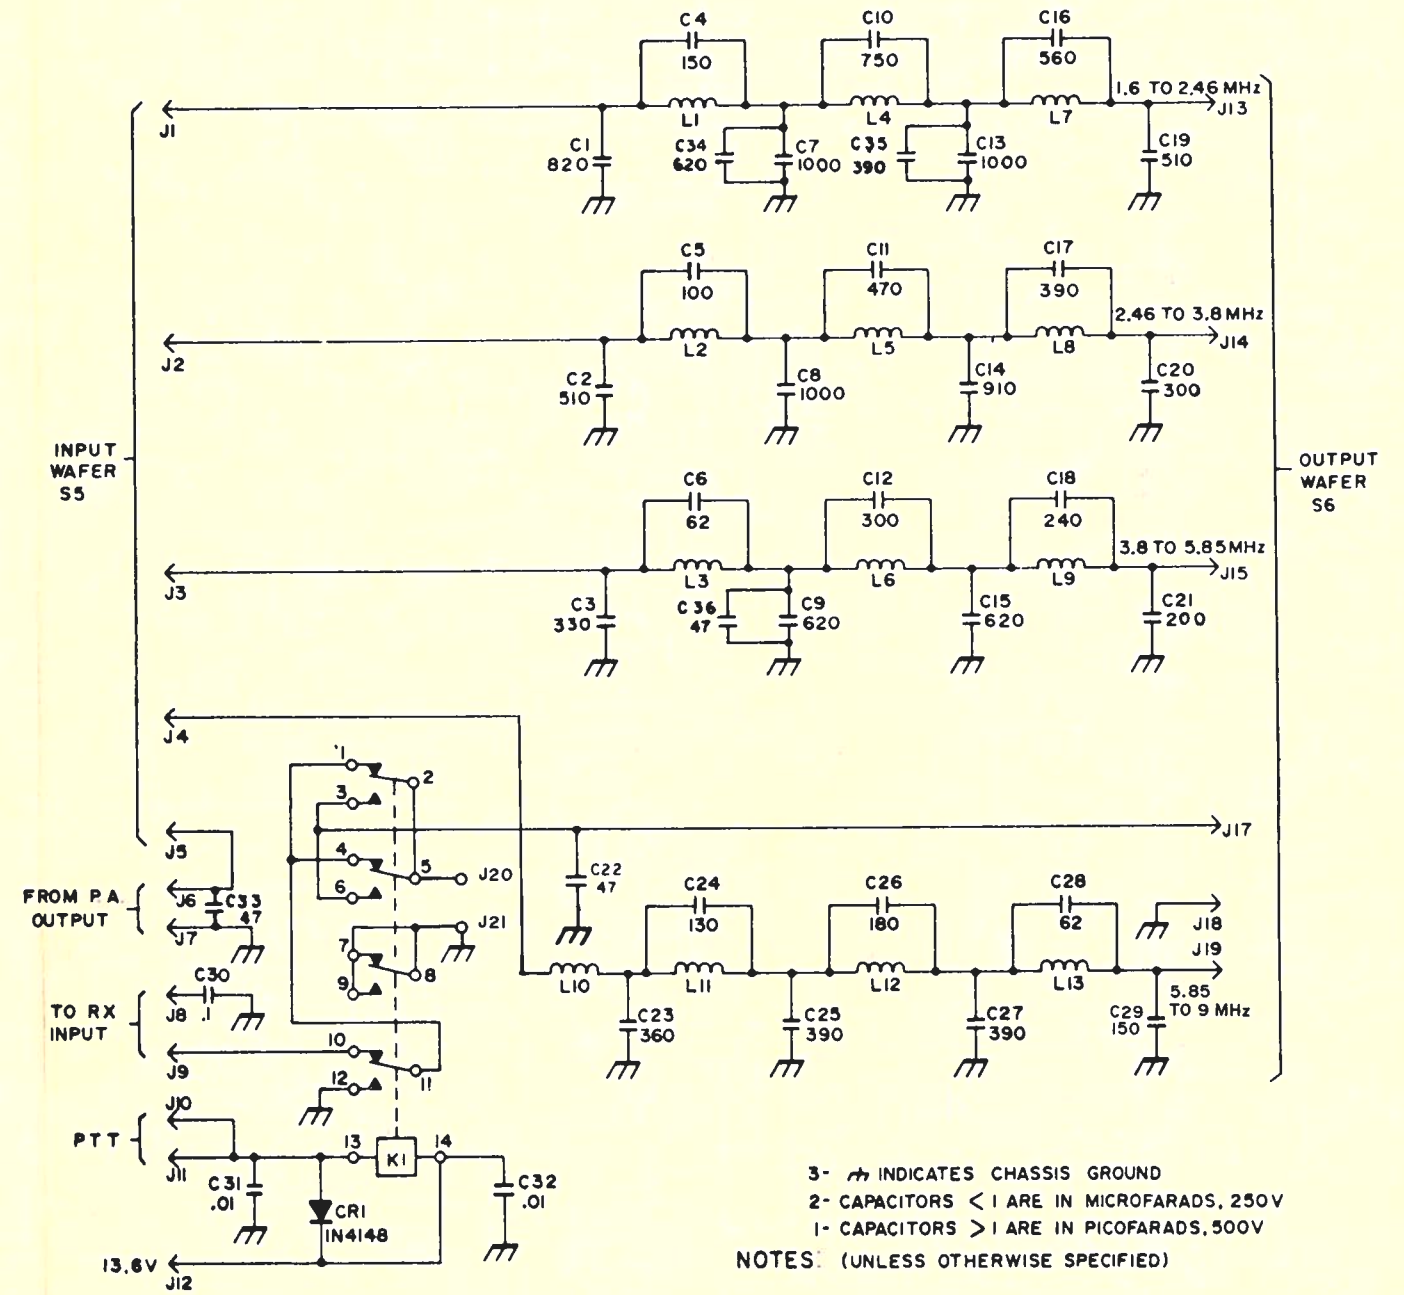 C4
150
C10
750
C16
560
1.6 TO 2.46 MHz
J1
L1
L4
L7
J13
C1
820
C34
620
C7
1000
C35
390
C13
1000
C19
510
C5
100
C11
470
C17
390
2.46 TO 3.8 MHz
J2
L2
L5
L8
J14
C2
510
C8
1000
C14
910
C20
300
INPUT
WAFER
S5
OUTPUT
WAFER
S6
C6
62
C12
300
C18
240
3.8 TO 5.85MHz
J3
L3
L6
L9
J15
C3
330
C36
47
C9
620
C15
620
C21
200
J4
1
2
3
J17
J5
4
5
J20
6
C22
47
FROM P.A.
OUTPUT
J6
C33
47
J7
J21
7
8
9
C24
130
C26
180
C28
62
J18
J19
L10
L11
L12
L13
5.85
TO 9 MHz
C23
360
C25
390
C27
390
C29
150
TO RX
INPUT
C30
.1
J8
J9
10
11
12
PTT
J10
J11
13
K1
14
C31
.01
CR1
1N4148
C32
.01
13.6V
J12
3- INDICATES CHASSIS GROUND
2- CAPACITORS < 1 ARE IN MICROFARADS, 250V
1- CAPACITORS > 1 ARE IN PICOFARADS, 500V
NOTES: (UNLESS OTHERWISE SPECIFIED)